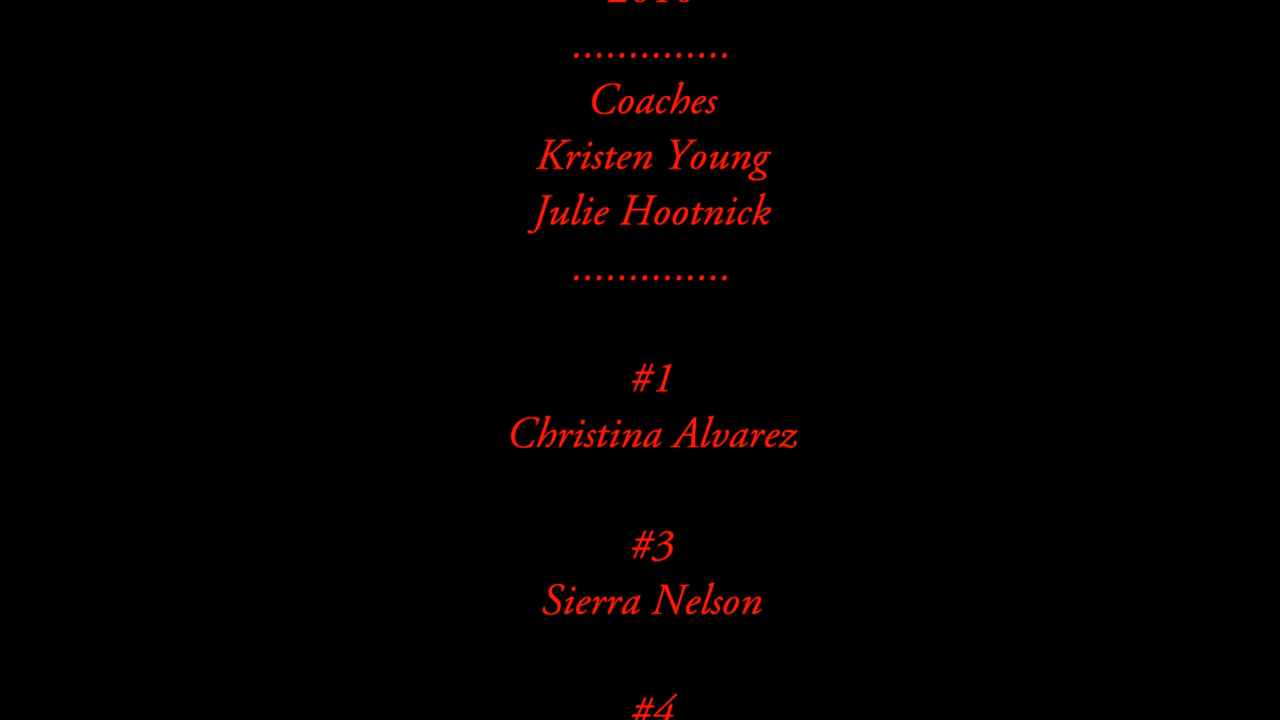 ..............
Coaches
Kristen Young
Julie Hootnick
..............
#1
Christina Alvarez
#3
Sierra Nelson
#4